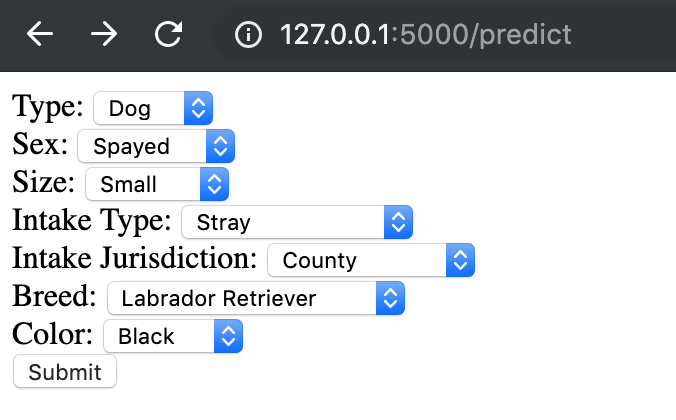 127.0.0.1:5000/predict
Type: Dog
Sex: Spayed
Size: Small
Intake Type: Stray
Intake Jurisdiction: County
Breed: Labrador Retriever
Color: Black
Submit